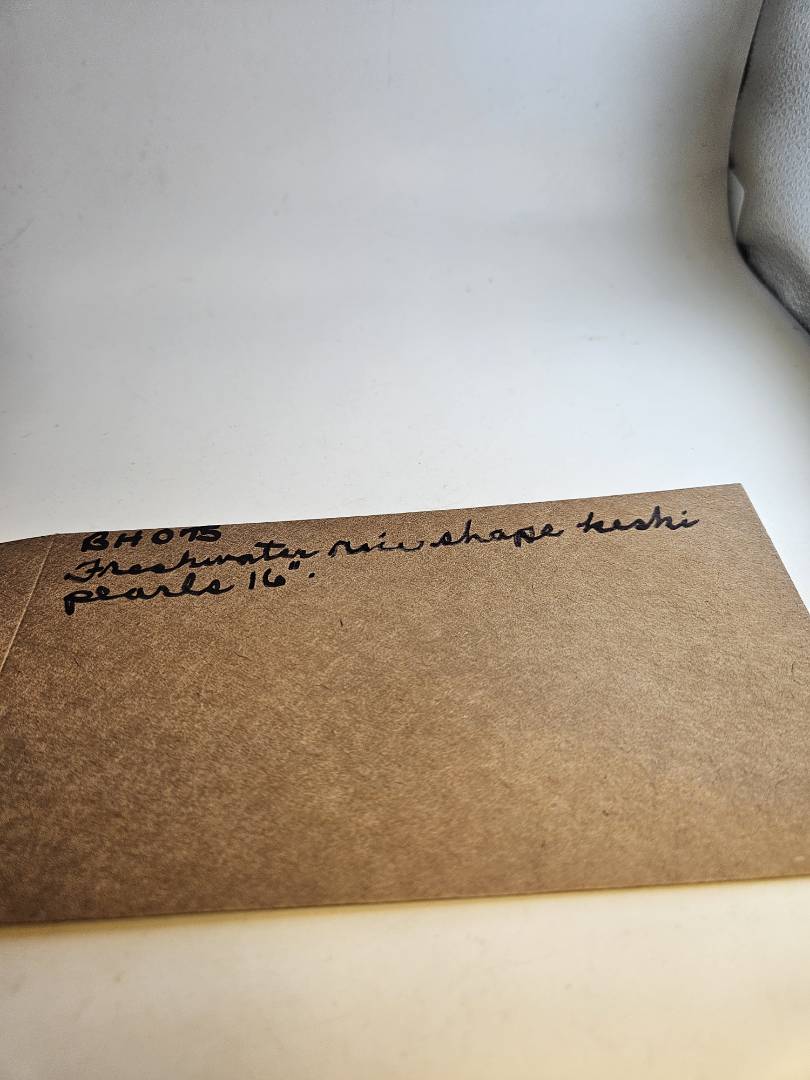 BH075
Freshwater rice shape keshi
pearls 16".